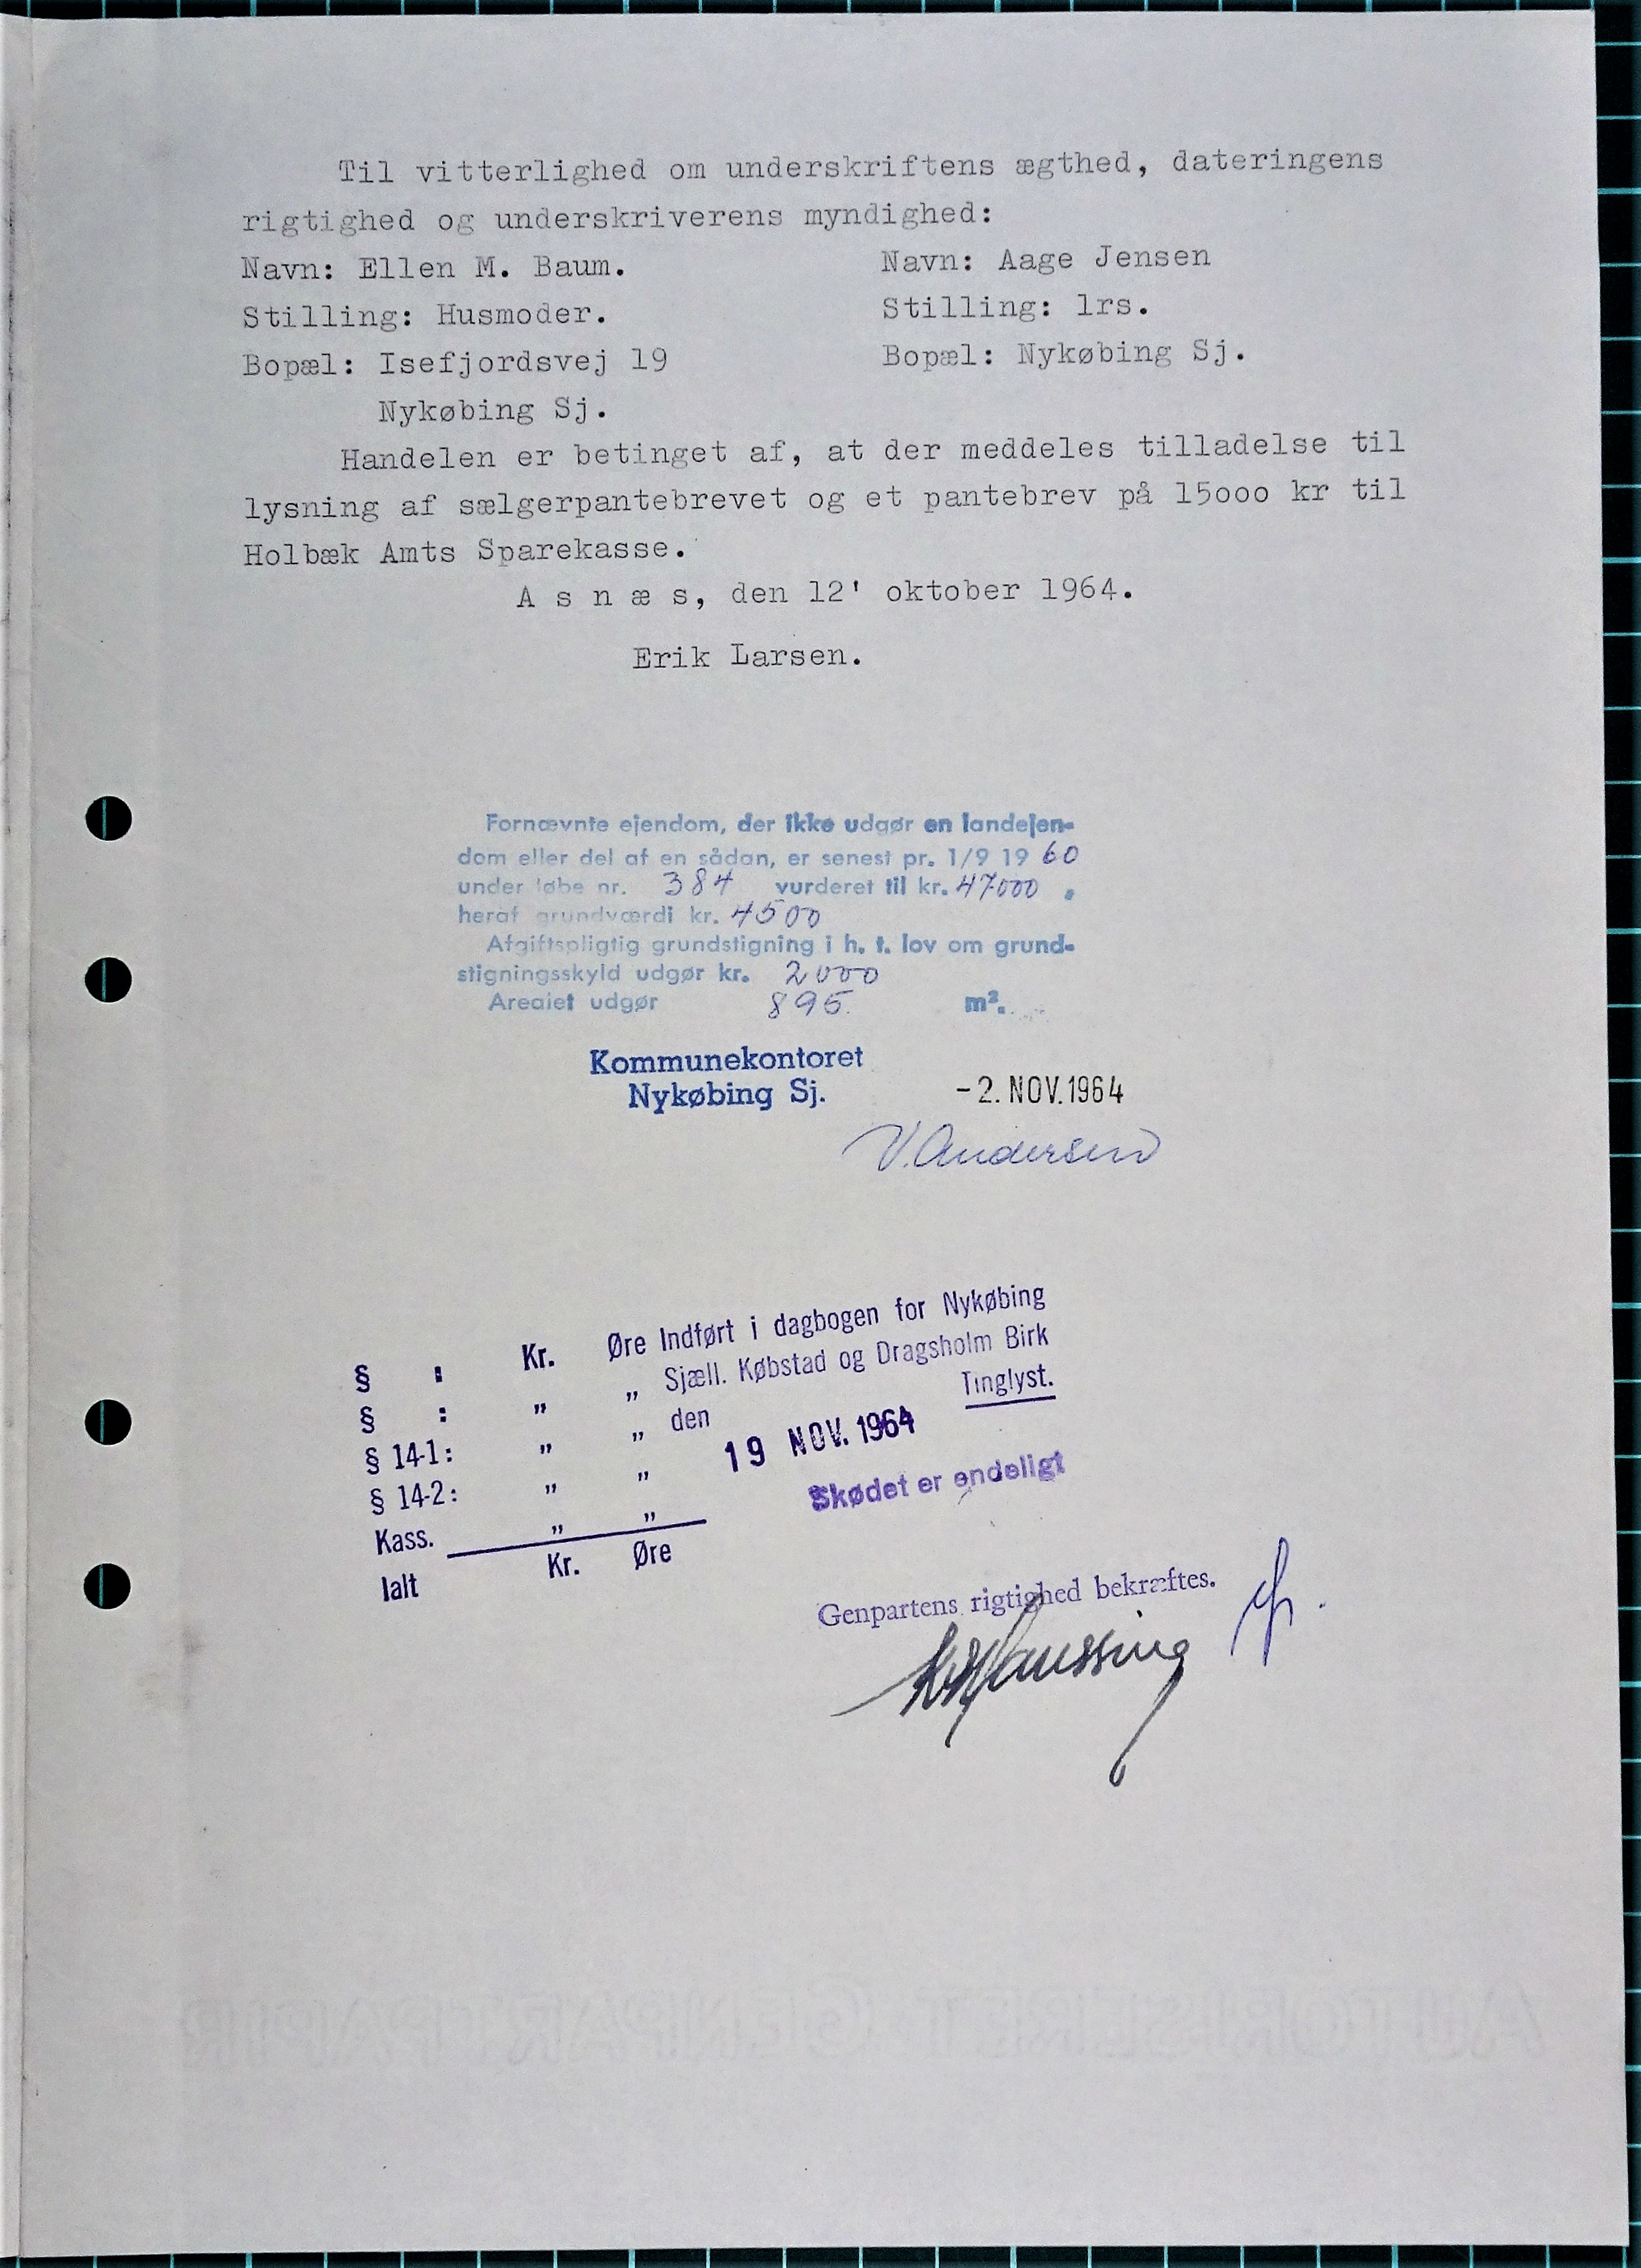 Til vitterlighed om underskriftens ægthed, dateringens
rigtighed og underskriverens myndighed:
Navn: Ellen M. Baum. Navn: Aage Jensen
Stilling: Husmoder. Stilling: lrs.
Bopæl: Isefjordsvej 19 Bopæl: Nykøbing Sj.
Nykøbing Sj.
Handelen er betinget af, at der meddeles tilladelse til
lysning af sælgerpantebrevet og et pantebrev på 15ooo kr til
Holbæk Amts Sparekasse.
A s n æ s, den 12' oktober 1964.
Erik Larsen.
Fornævnte ejendom, der ikke udgør en landejen-
dom eller del af en sådan, er senest pr. 1/9 19 60
under løbe nr. 384 vurderet til kr. 47000 .
heraf grundværdi kr. 4500
Afgiftspligtig grundstigning i h. t. lov om grund-
stigningsskyld udgør kr. 2000
Arealet udgør 895. m².
Kommunekontoret
Nykøbing Sj. - 2. NOV. 1964
V. Andersen
§ : Kr. Øre Indført i dagbogen for Nykøbing
§ : „ „ Sjæll. Købstad og Dragsholm Birk
§ 14-1: „ „ den Tinglyst.
§ 14-2: „ „ 19 NOV. 1964
Kass. „ „ Skødet er endeligt
Ialt Kr. Øre
Genpartens rigtighed bekræftes.
AUTORISERET GENPARTPAPIR